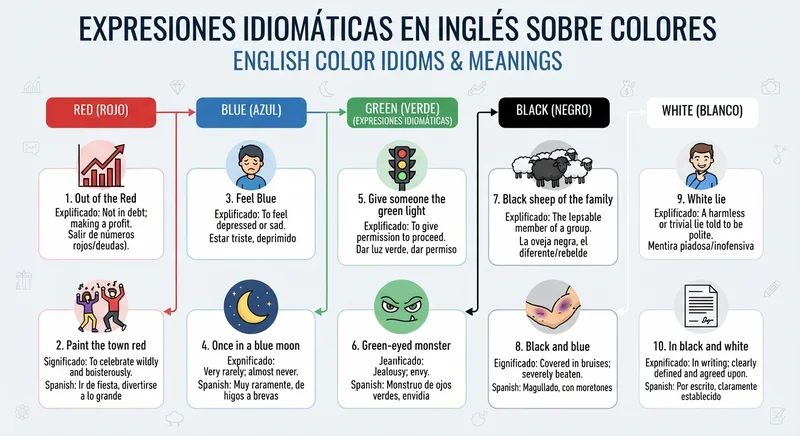 EXPRESIONES IDIOMÁTICAS EN INGLÉS SOBRE COLORES
ENGLISH COLOR IDIOMS & MEANINGS
RED (ROJO)
1. Out of the Red
Explificado: Not in debt;
making a profit.
Salir de números
rojos/deudas).
2. Paint the town red
Significado: To celebrate wildly
and boisterously.
Spanish: Ir de fiesta, divertirse
a lo grande
BLUE (AZUL)
3. Feel Blue
Explificado: To feel
depressed or sad.
Estar triste, deprimido
4. Once in a blue moon
Expnificado:
Very rarely; almost never.
Spanish: Muy raramente, de
higos a brevas
GREEN (VERDE)
(EXPRESIONES IDIOMÁTICAS)
5. Give someone the
green light
Explificado: To give
permission to proceed.
Dar luz verde, dar permiso
6. Green-eyed monster
Jeanficado:
Jealousy; envy.
Spanish: Monstruo de ojos
verdes, envidia
BLACK (NEGRO)
7. Black sheep of the family
Explificado: The leptable
member of a group.
La oveja negra, el
diferente/rebelde
8. Black and blue
Eignificado: Covered in bruises;
severely beaten.
Spanish: Magullado, con moretones
WHITE (BLANCO)
9. White lie
Explificado: A harmless
or trivial lie told to be
polite.
Mentira piadosa/inofensiva
10. In black and white
Expnificado: In writing; clearly
defined and agreed upon.
Spanish: Por escrito, claramente
establecido